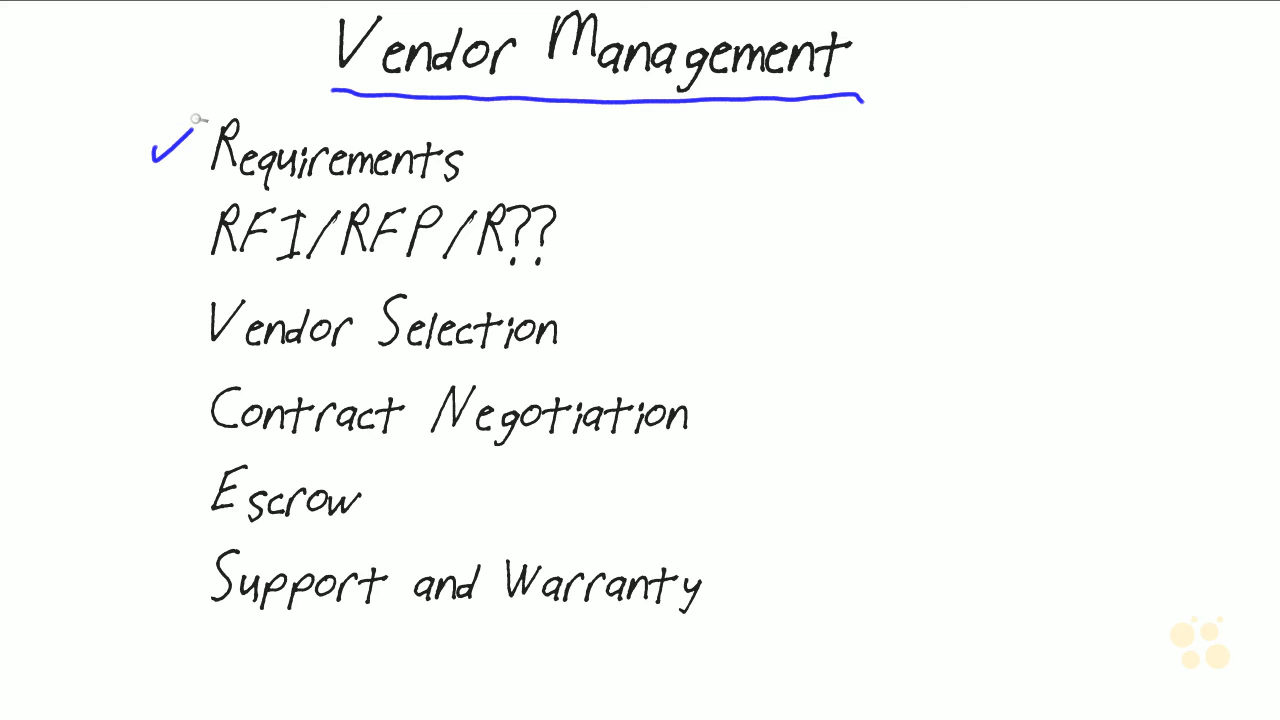 Vendor Management
Requirements
RFI/RFP/R??
Vendor Selection
Contract Negotiation
Escrow
Support and Warranty